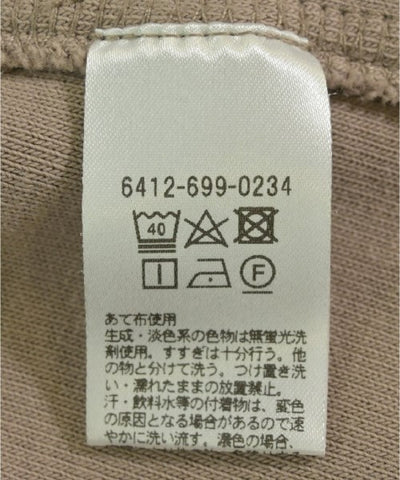 6412-699-0234
40
F
あて布使用
生成・淡色系の色物は無蛍光洗
剤使用。すすぎは十分行う。他
の物と分けて洗う。つけ置き洗
い・濡れたままの放置禁止。
汗・飲料水等の付着物は、変色
の原因となる場合があるので速
やかに洗い流す。濃色の場合、